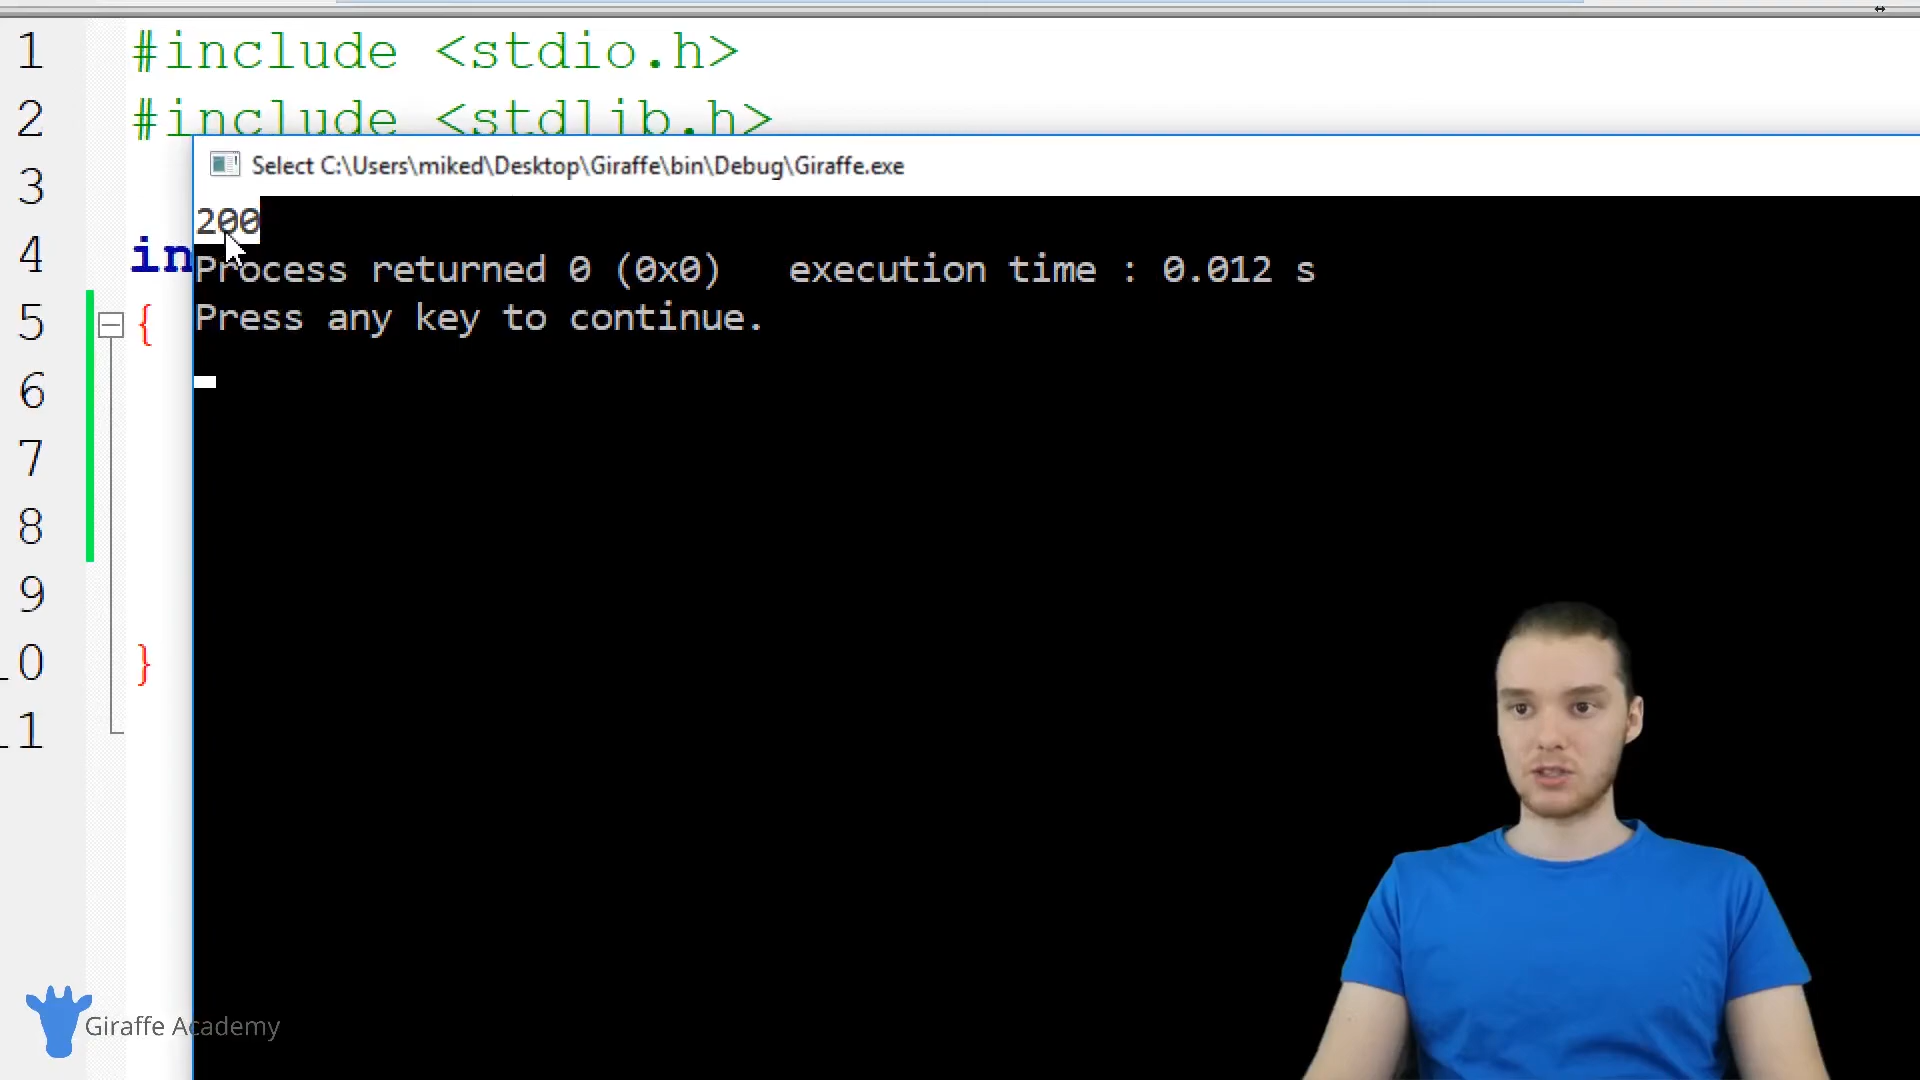 1 #include <stdio.h>
2 #include <stdlib.h>
Select C:\Users\miked\Desktop\Giraffe\bin\Debug\Giraffe.exe
3
200
4 in
Process returned 0 (0x0)   execution time : 0.012 s
5 {
Press any key to continue.
6
7
8
9
10 }
11
Giraffe Academy